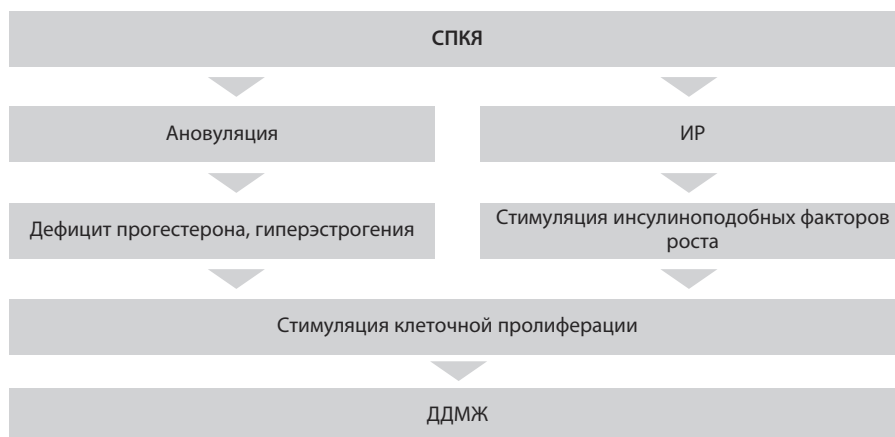 СПКЯ
Ановуляция
ИР
Дефицит прогестерона, гиперэстрогения
Стимуляция инсулиноподобных факторов
роста
Стимуляция клеточной пролиферации
ДДМЖ